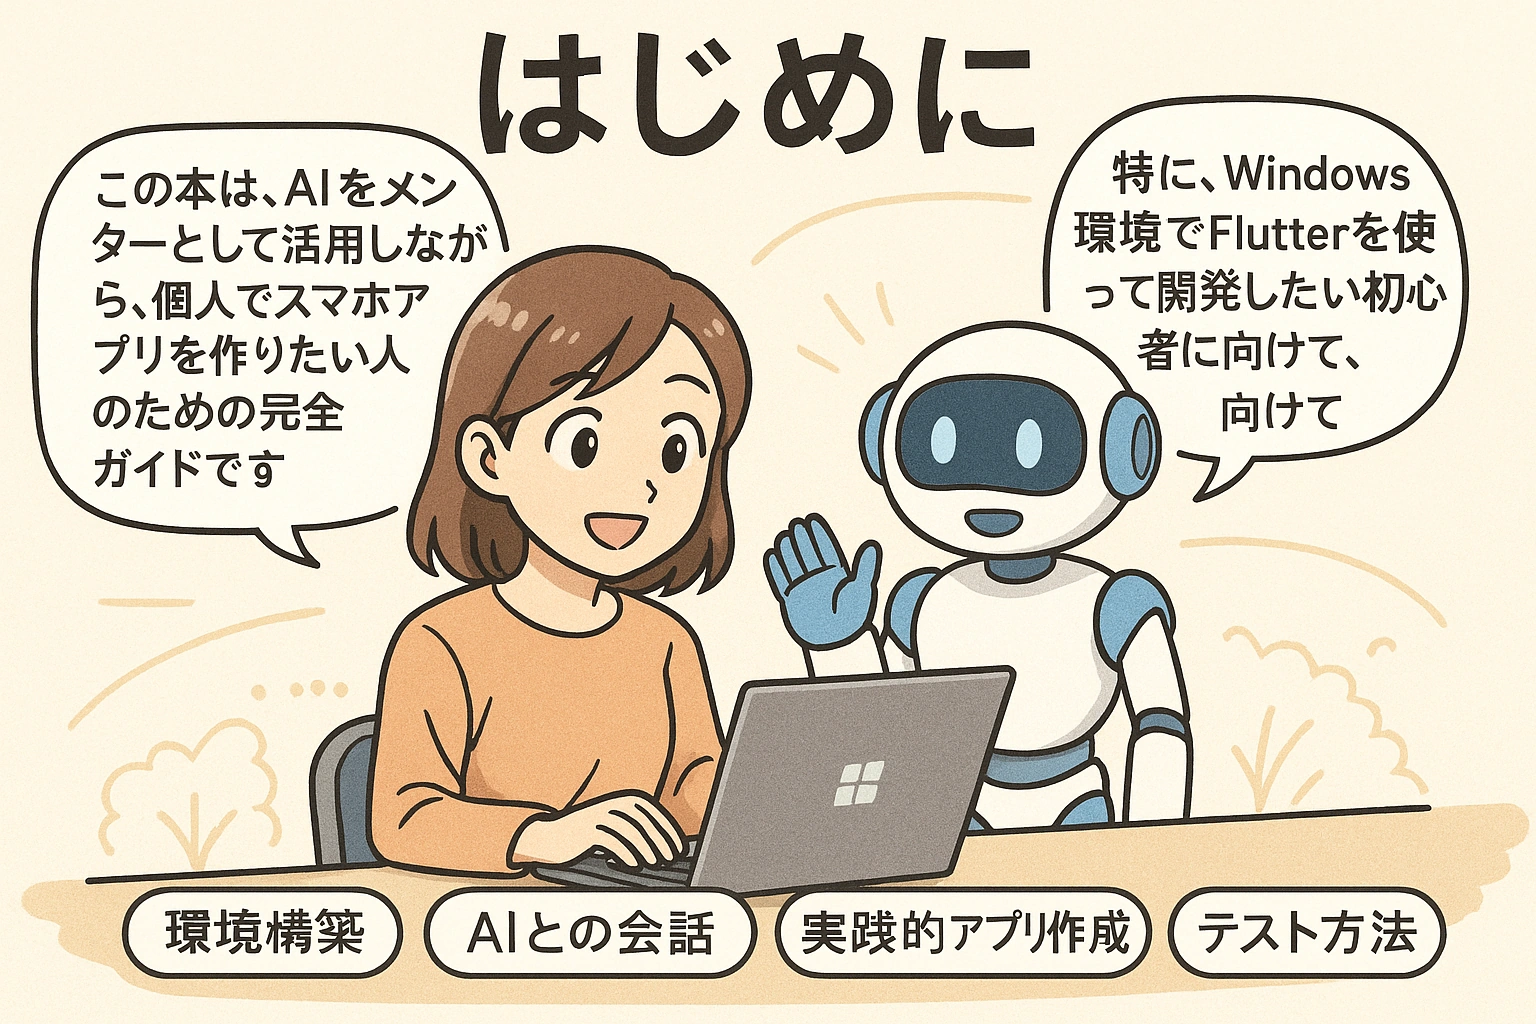 はじめに
この本は、AIをメン
ターとして活用しなが
ら、個人でスマホア
プリを作りたい人
のための完全
ガイドです
特に、Windows
環境でFlutterを使
って開発したい初心
者に向けて、
向けて
環境構築
AIとの会話
実践的アプリ作成
テスト方法